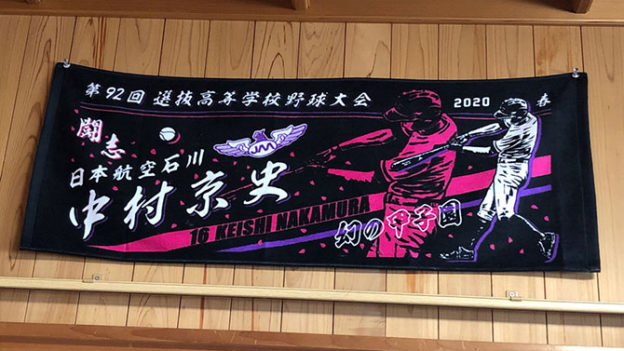 第92回 選抜高等学校野球大会 2020 春
闘志
JAA
日本航空石川
中村京史
16 KEISHI NAKAMURA
幻の甲子園